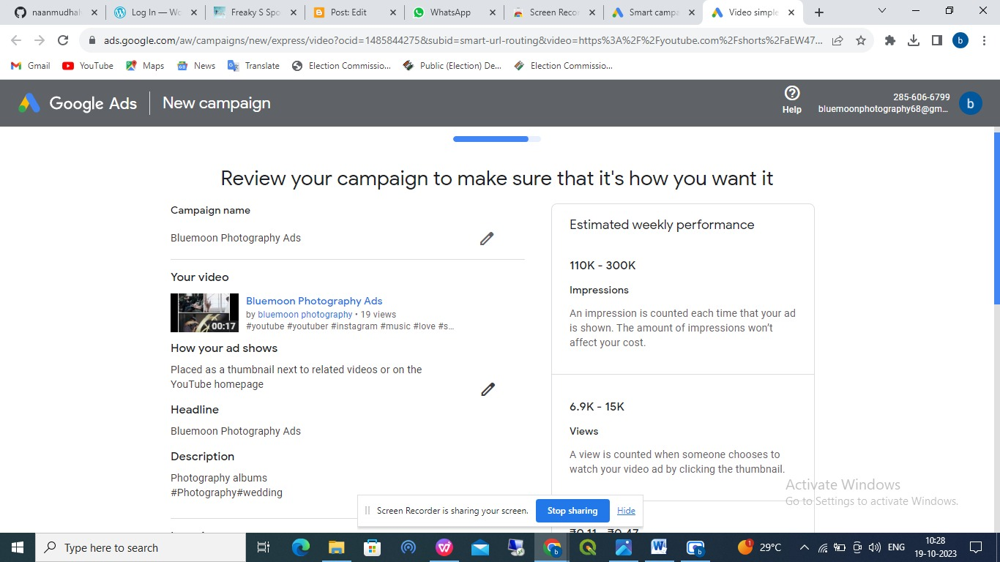 naanmudhal
Log In — Wo
Freaky S Spo
Post: Edit
WhatsApp
Screen Recor
Smart campa
Video simple
ads.google.com/aw/campaigns/new/express/video?ocid=1485844275&subid=smart-url-routing&video=https%3A%2F%2Fyoutube.com%2Fshorts%2FaEW47...
b
Gmail
YouTube
Maps
News
Translate
Election Commissio...
Public (Election) De...
Election Commissio...
Google Ads
New campaign
Help
285-606-6799
bluemoonphotography68@gm...
b
Review your campaign to make sure that it's how you want it
Campaign name
Bluemoon Photography Ads
Your video
00:17
Bluemoon Photography Ads
by bluemoon photography • 19 views
#youtube #youtuber #instagram #music #love #s...
How your ad shows
Placed as a thumbnail next to related videos or on the
YouTube homepage
Headline
Bluemoon Photography Ads
Description
Photography albums
#Photography#wedding
Estimated weekly performance
110K - 300K
Impressions
An impression is counted each time that your ad
is shown. The amount of impressions won't
affect your cost.
6.9K - 15K
Views
A view is counted when someone chooses to
watch your video ad by clicking the thumbnail.
₹0.11 - ₹0.47
Activate Windows
Go to Settings to activate Windows.
Screen Recorder is sharing your screen.
Stop sharing
Hide
Type here to search
29°C
ENG
10:28
19-10-2023